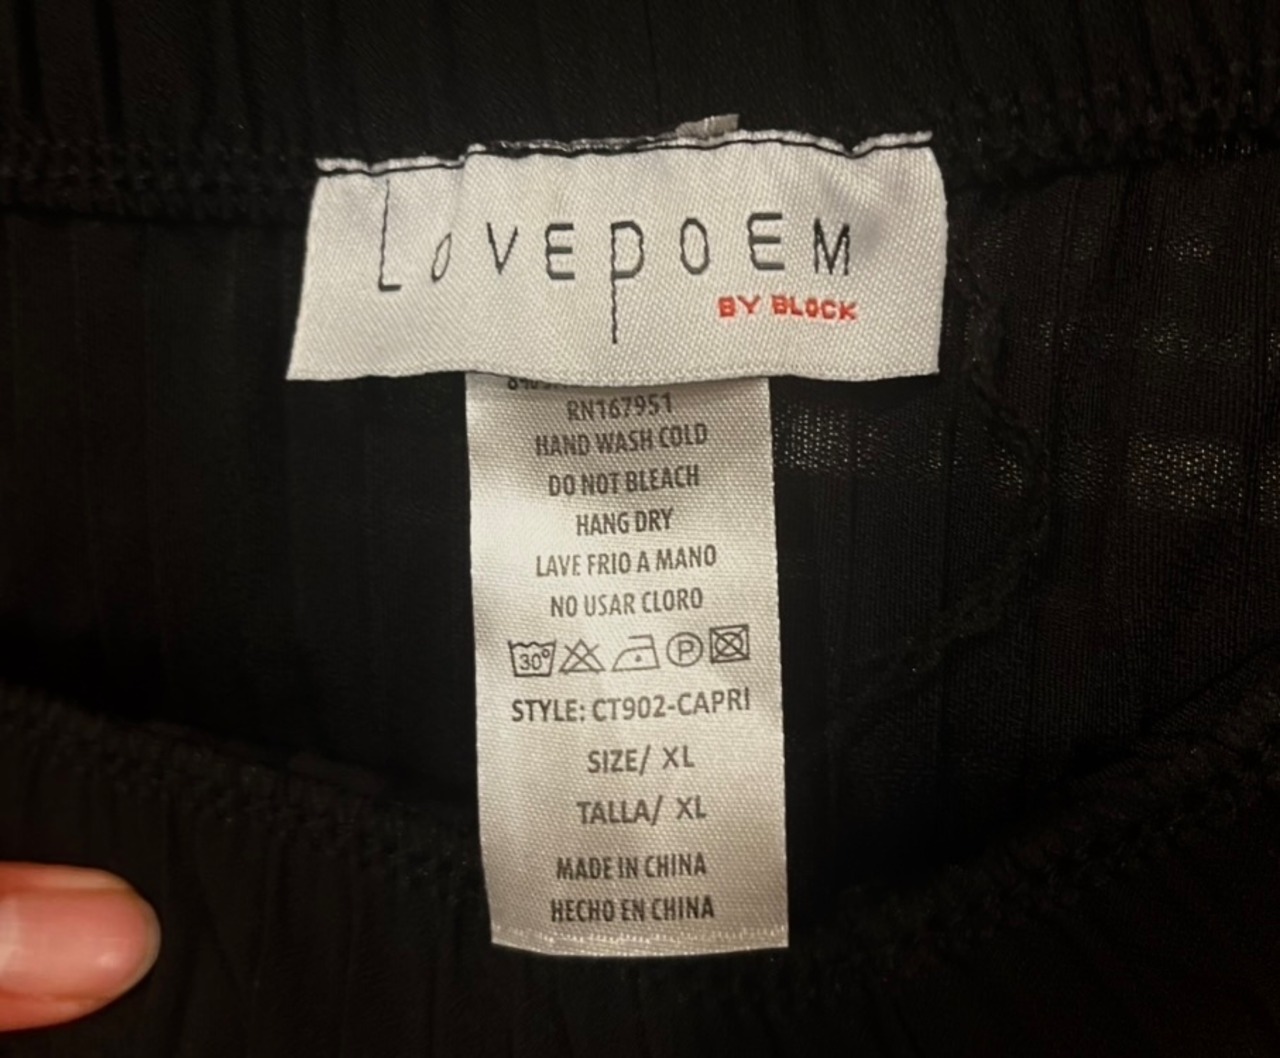 LOVEPOEM
BY BLOCK
RN167951
HAND WASH COLD
DO NOT BLEACH
HANG DRY
LAVE FRIO A MANO
NO USAR CLORO
30° P
STYLE: CT902-CAPRI
SIZE/ XL
TALLA/ XL
MADE IN CHINA
HECHO EN CHINA